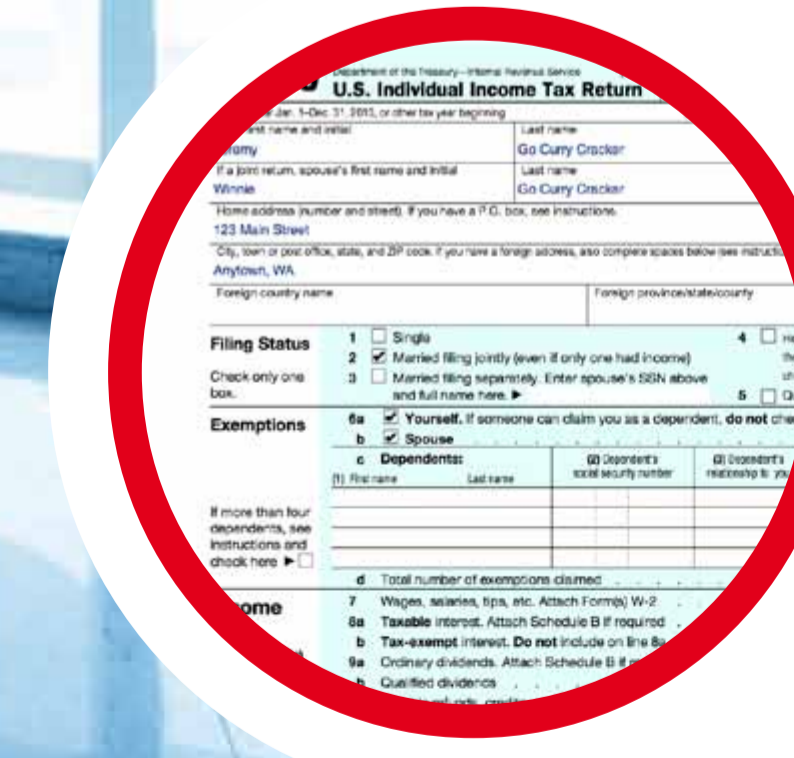 Department of the Treasury—Internal Revenue Service
U.S. Individual Income Tax Return
Jan. 1-Dec. 31, 2013, or other tax year beginning
name and initial Last name
Go Curry Cracker
If a joint return, spouse's first name and initial Last name
Winnie Go Curry Cracker
Home address (number and street). If you have a P.O. box, see instructions.
123 Main Street
City, town or post office, state, and ZIP code. If you have a foreign address, also complete spaces below (see
Anytown, WA
Foreign country name Foreign province/state/county
Filing Status
Check only one
box.
1 Single 4
2 Married filing jointly (even if only one had income)
3 Married filing separately. Enter spouse's SSN above
and full name here. ▶ 5
Exemptions
6a Yourself. If someone can claim you as a dependent, do not
b Spouse
c Dependents: (2) Dependent's social security number (3) Dependent's relationship to
(1) First name Last name
If more than four
dependents, see
instructions and
check here ▶
d Total number of exemptions claimed
7 Wages, salaries, tips, etc. Attach Form(s) W-2
8a Taxable interest. Attach Schedule B if required
b Tax-exempt interest. Do not include on line 8a
9a Ordinary dividends. Attach Schedule B if
b Qualified dividends